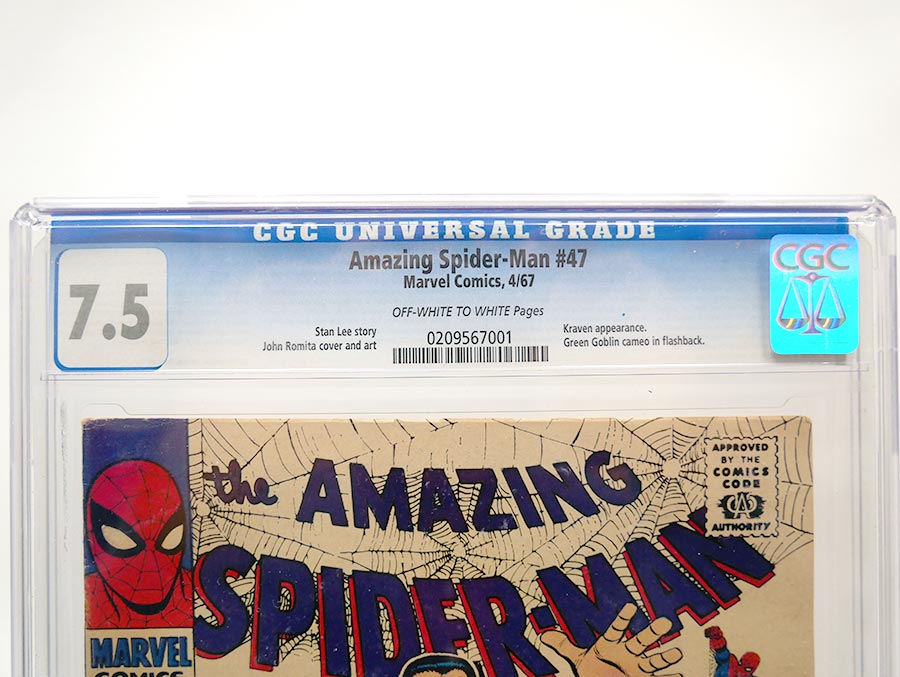 CGC UNIVERSAL GRADE
7.5
Amazing Spider-Man #47
Marvel Comics, 4/67
OFF-WHITE TO WHITE Pages
Stan Lee story
John Romita cover and art
0209567001
Kraven appearance.
Green Goblin cameo in flashback.
CGC
the AMAZING
SPIDER-MAN
APPROVED
BY THE
COMICS
CODE
CA
AUTHORITY
MARVEL
COMICS